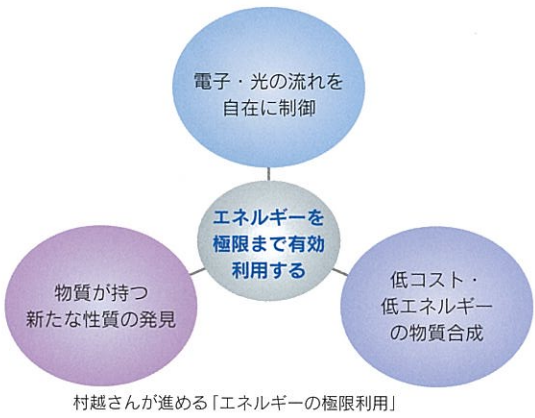 電子・光の流れを
自在に制御
エネルギーを
極限まで有効
利用する
物質が持つ
新たな性質の発見
低コスト・
低エネルギー
の物質合成
村越さんが進める「エネルギーの極限利用」